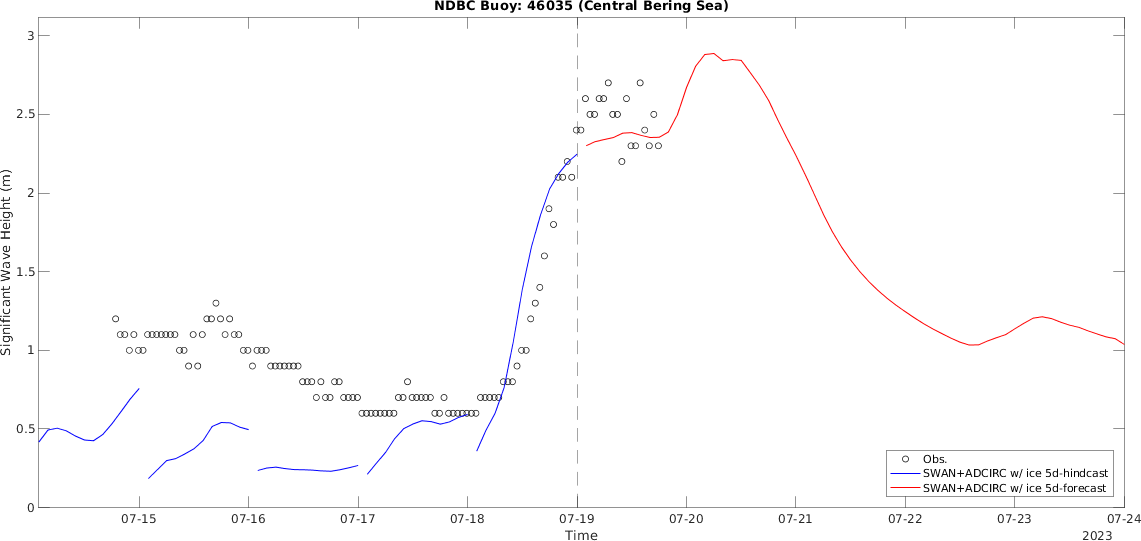 NDBC Buoy: 46035 (Central Bering Sea)
Significant Wave Height (m)
3
2.5
2
1.5
1
0.5
0
Obs.
SWAN+ADCIRC w/ ice 5d-hindcast
SWAN+ADCIRC w/ ice 5d-forecast
07-15 07-16 07-17 07-18 07-19 07-20 07-21 07-22 07-23 07-24
Time
2023